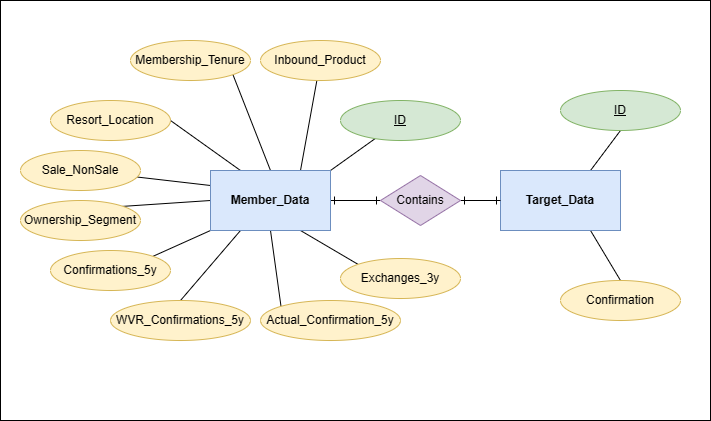 Membership_Tenure
Inbound_Product
Resort_Location
ID
ID
Sale_NonSale
Member_Data
Contains
Target_Data
Ownership_Segment
Confirmations_5y
Exchanges_3y
Confirmation
WVR_Confirmations_5y
Actual_Confirmation_5y